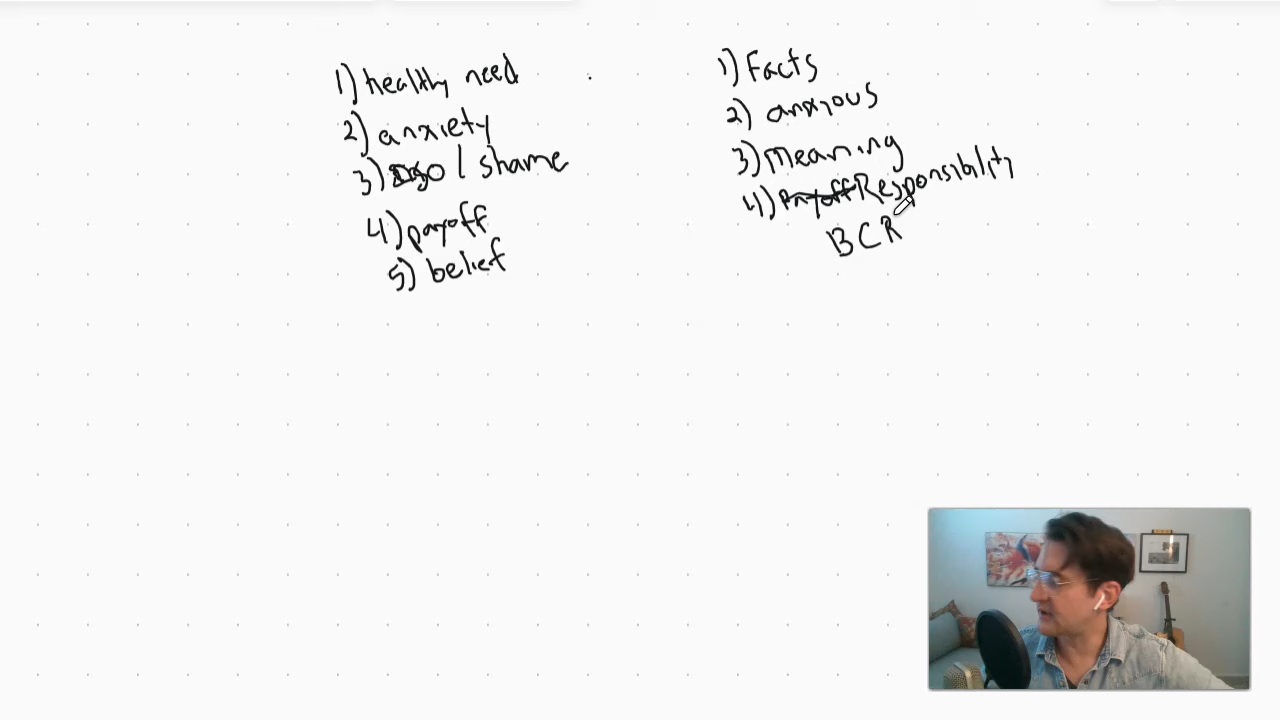 1) healthy need
2) anxiety
3) / shame
4) payoff
5) belief
1) Facts
2) anxious
3) Meaning
4) Payoff Responsibility
BCR